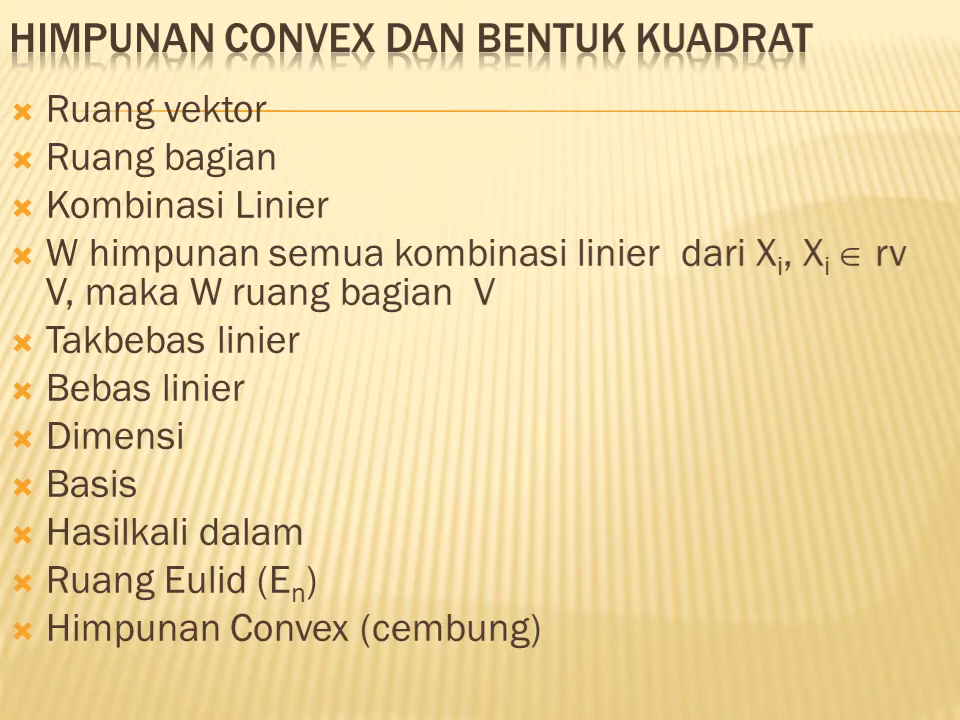 HIMPUNAN CONVEX DAN BENTUK KUADRAT
Ruang vektor
Ruang bagian
Kombinasi Linier
W himpunan semua kombinasi linier dari Xi, Xi ∈ rv
V, maka W ruang bagian V
Takbebas linier
Bebas linier
Dimensi
Basis
Hasilkali dalam
Ruang Eulid (En)
Himpunan Convex (cembung)